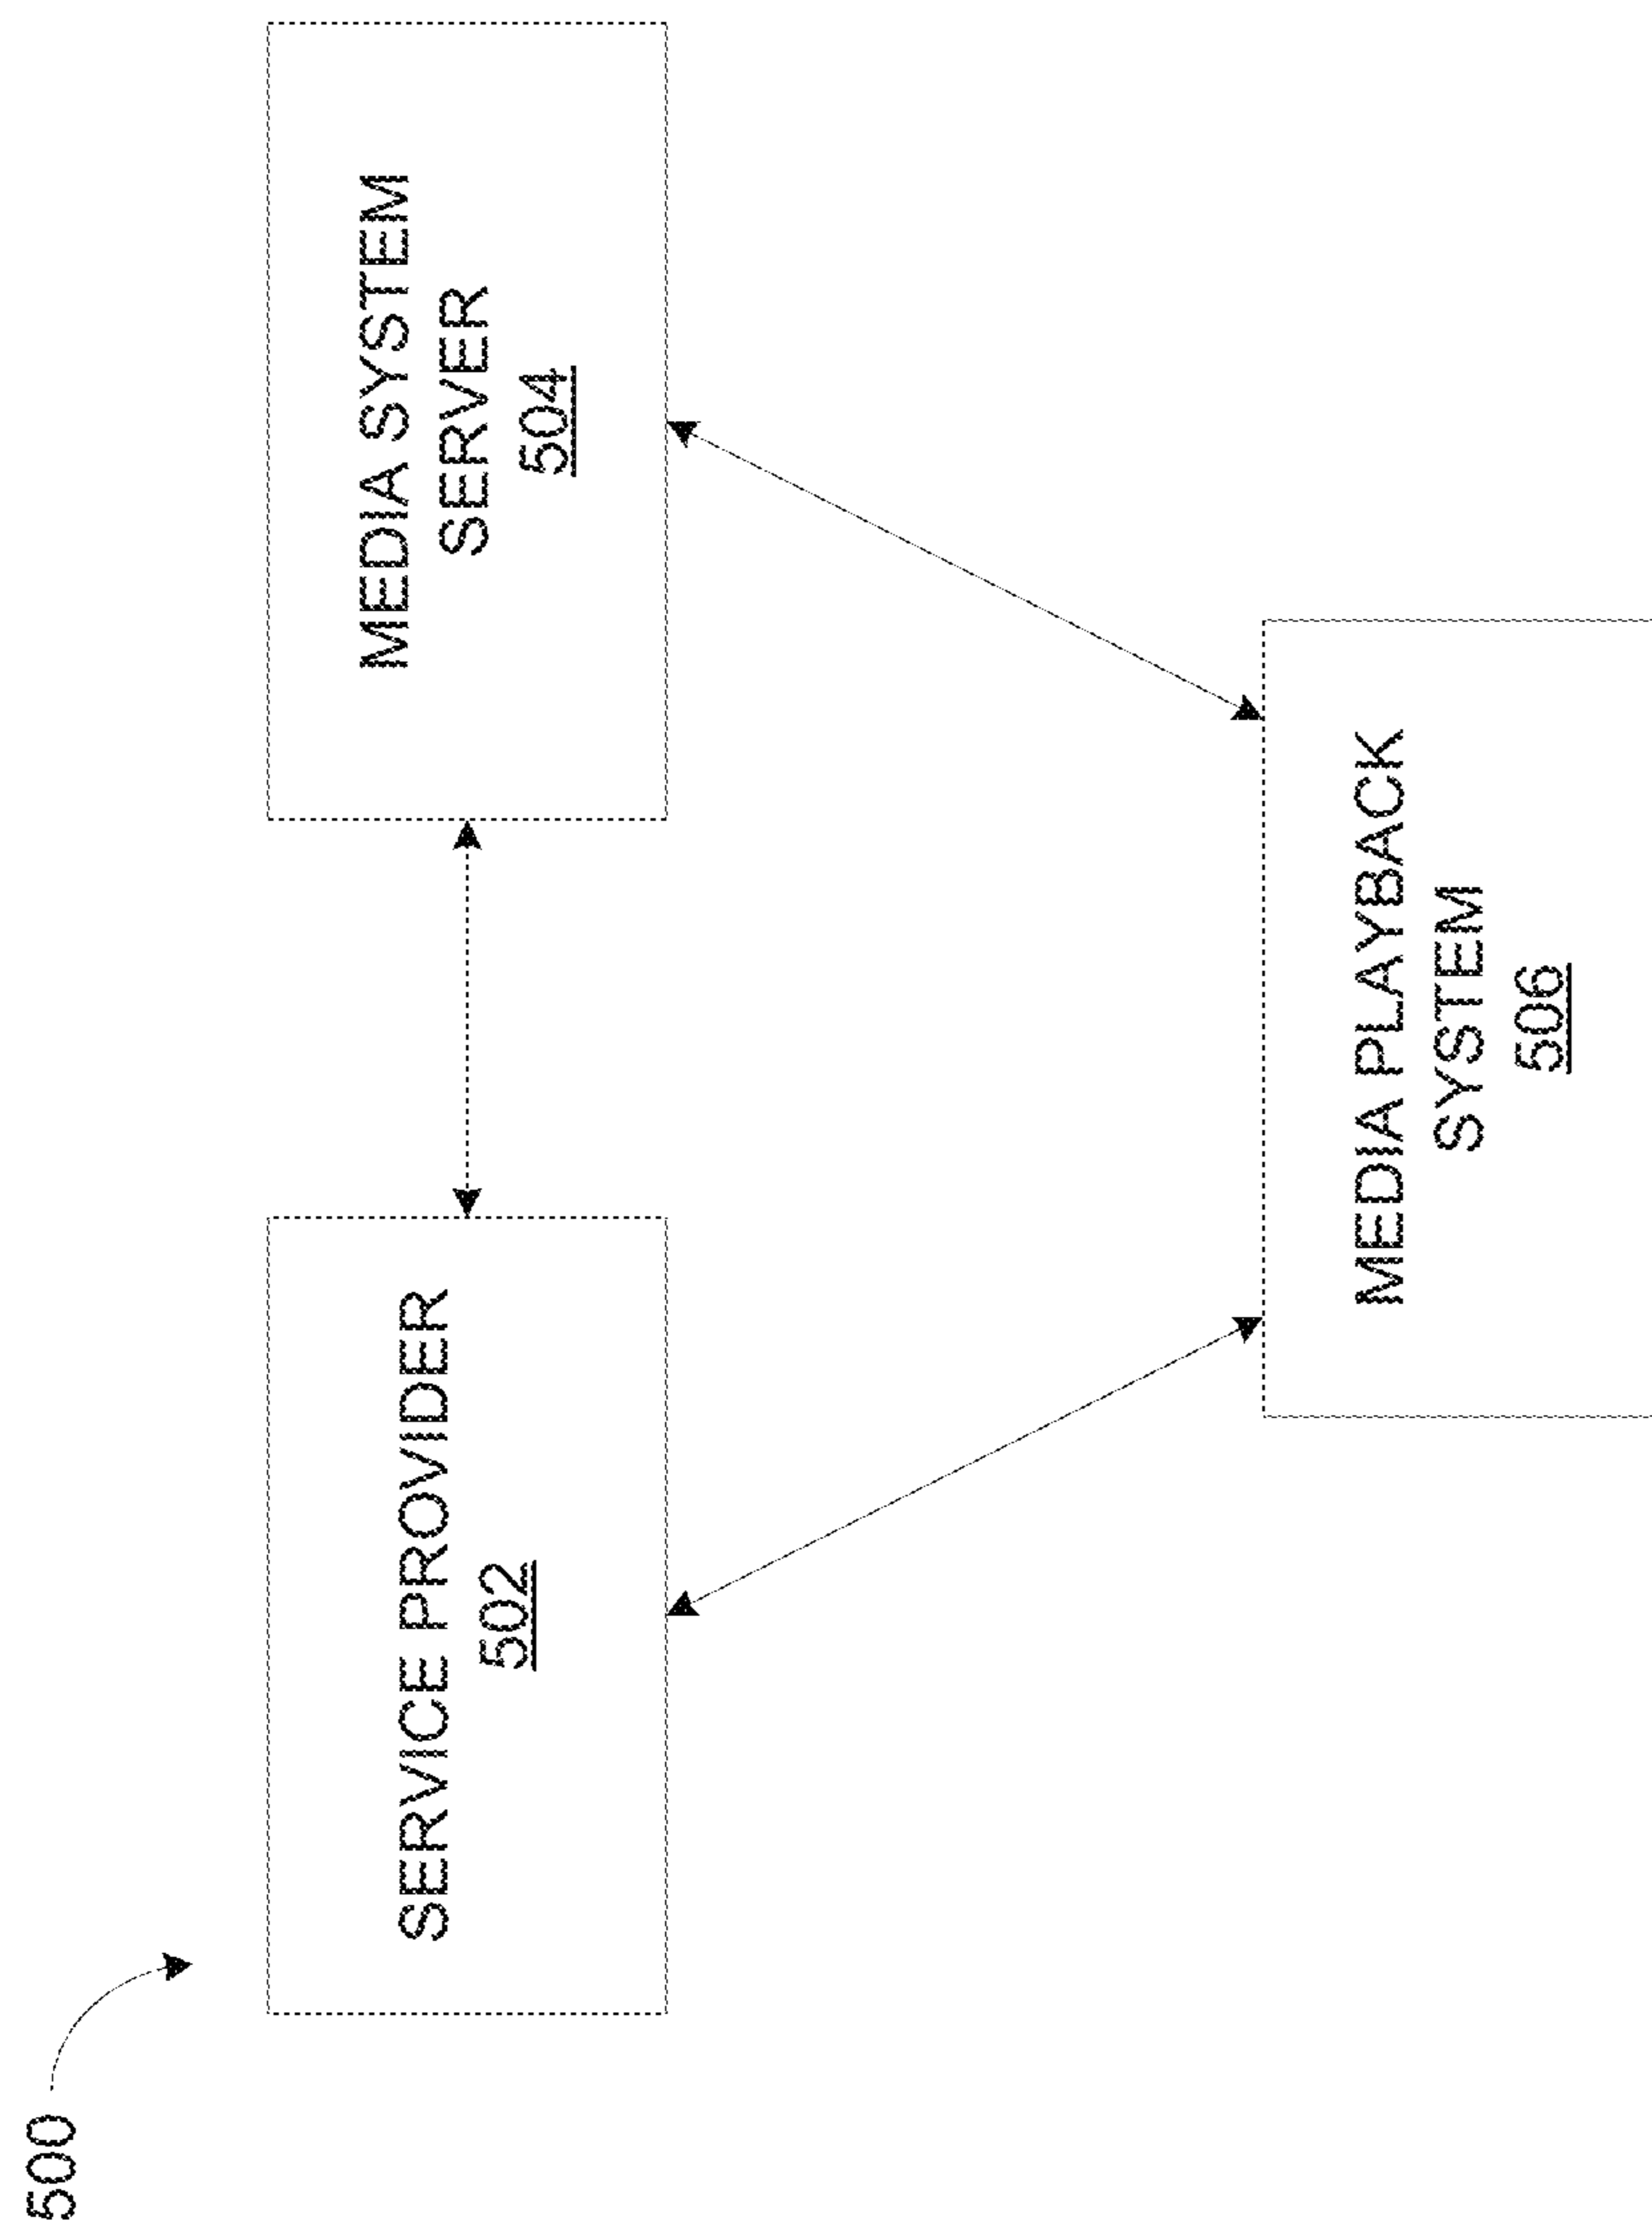 500
SERVICE PROVIDER
502
MEDIA SYSTEM
SERVER
504
MEDIA PLAYBACK
SYSTEM
506